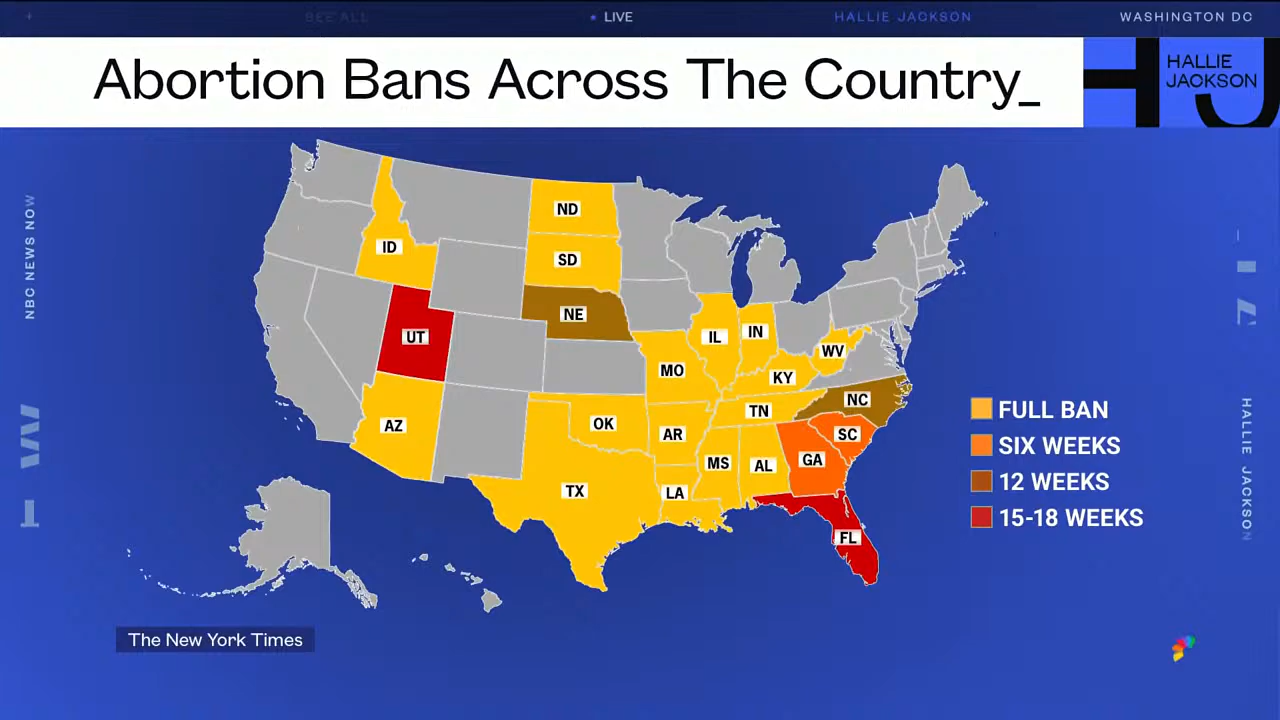 SEE ALL
LIVE
HALLIE JACKSON
WASHINGTON DC
Abortion Bans Across The Country_
HALLIE
JACKSON
NBC NEWS NOW
ND
ID
SD
NE
UT
IL
IN
WV
MO
KY
NC
AZ
OK
TN
AR
SC
MS
AL
GA
TX
LA
FL
FULL BAN
SIX WEEKS
12 WEEKS
15-18 WEEKS
HALLIE JACKSON
The New York Times